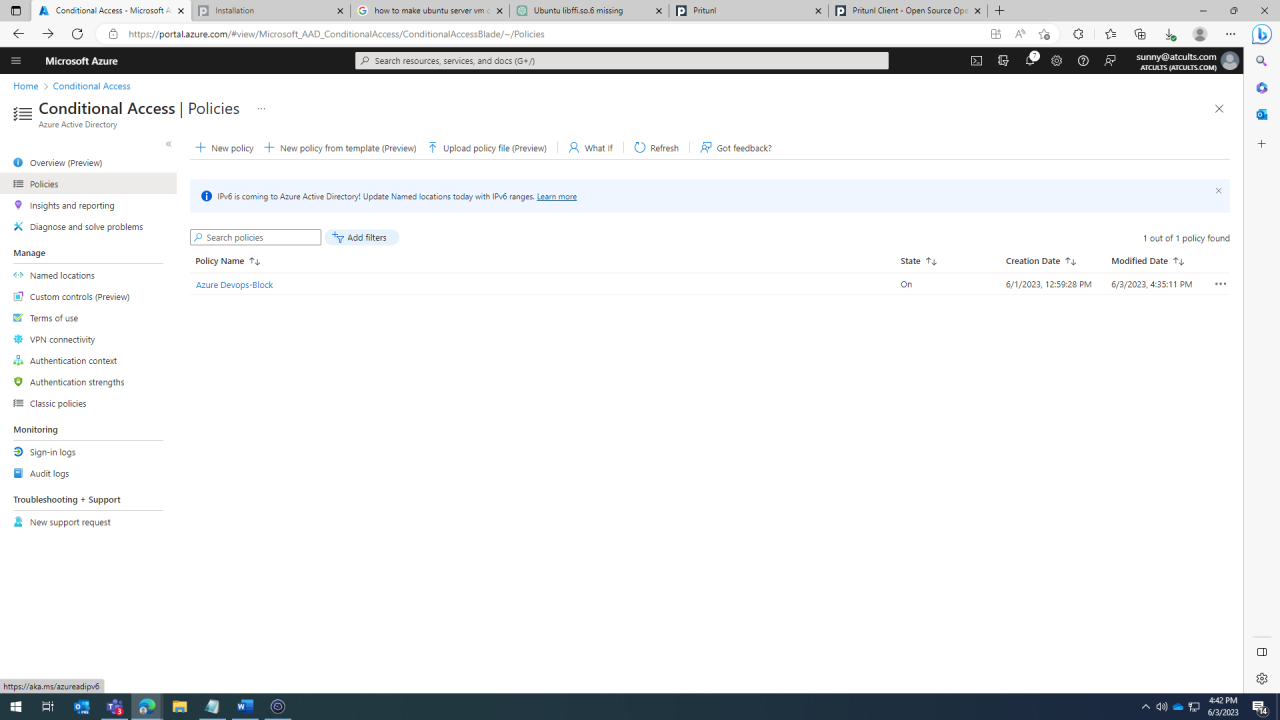 Conditional Access - Microsoft A
Installation
how to make ubuntu server vm o
Ubuntu libffi.so.6 missing
Pritunl
Pritunl Client - Open Source Ope
https://portal.azure.com/#view/Microsoft_AAD_ConditionalAccess/ConditionalAccessBlade/~/Policies
Microsoft Azure
Search resources, services, and docs (G+/)
7
sunny@atcults.com
ATCULTS (ATCULTS.COM)
Home > Conditional Access
Conditional Access | Policies ...
Azure Active Directory
Overview (Preview)
Policies
Insights and reporting
Diagnose and solve problems
Manage
Named locations
Custom controls (Preview)
Terms of use
VPN connectivity
Authentication context
Authentication strengths
Classic policies
Monitoring
Sign-in logs
Audit logs
Troubleshooting + Support
New support request
New policy New policy from template (Preview) Upload policy file (Preview) What If Refresh Got feedback?
IPv6 is coming to Azure Active Directory! Update Named locations today with IPv6 ranges. Learn more
Search policies Add filters 1 out of 1 policy found
Policy Name State Creation Date Modified Date
Azure Devops-Block On 6/1/2023, 12:59:28 PM 6/3/2023, 4:35:11 PM ...
https://aka.ms/azureadipv6
3
4:42 PM
6/3/2023
14